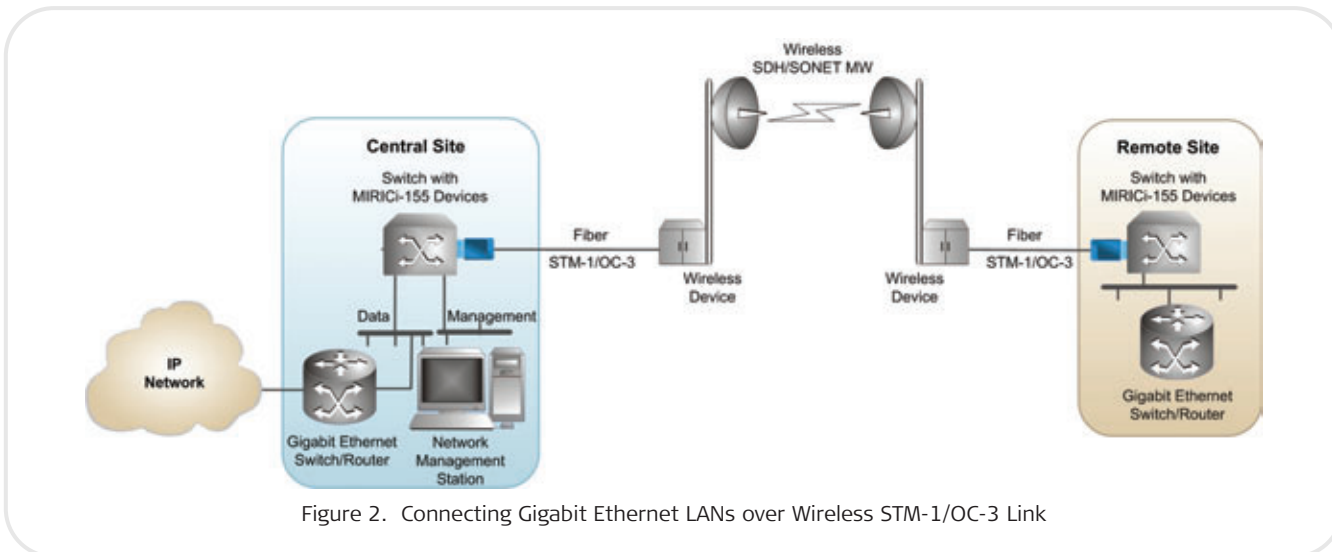 Wireless
SDH/SONET MW
Central Site
Switch with
MIRICi-155 Devices
Fiber
STM-1/OC-3
Wireless
Device
Wireless
Device
Fiber
STM-1/OC-3
Remote Site
Switch with
MIRICi-155 Devices
Gigabit Ethernet
Switch/Router
Data
Management
IP
Network
Gigabit Ethernet
Switch/Router
Network
Management
Station
Figure 2. Connecting Gigabit Ethernet LANs over Wireless STM-1/OC-3 Link